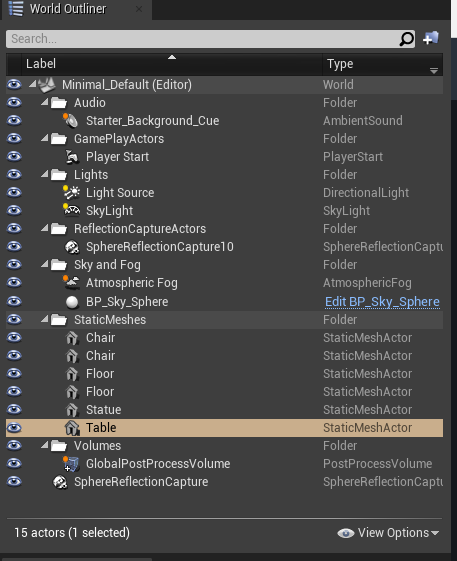 World Outliner
Search...
Label Type
Minimal_Default (Editor) World
Audio Folder
Starter_Background_Cue AmbientSound
GamePlayActors Folder
Player Start PlayerStart
Lights Folder
Light Source DirectionalLight
SkyLight SkyLight
ReflectionCaptureActors Folder
SphereReflectionCapture10 SphereReflectionCaptu
Sky and Fog Folder
Atmospheric Fog AtmosphericFog
BP_Sky_Sphere Edit BP_Sky_Sphere
StaticMeshes Folder
Chair StaticMeshActor
Chair StaticMeshActor
Floor StaticMeshActor
Floor StaticMeshActor
Statue StaticMeshActor
Table StaticMeshActor
Volumes Folder
GlobalPostProcessVolume PostProcessVolume
SphereReflectionCapture SphereReflectionCaptu
15 actors (1 selected) View Options